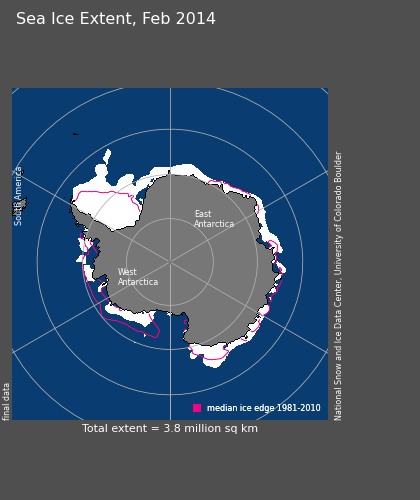 Sea Ice Extent, Feb 2014
South America
East
Antarctica
West
Antarctica
National Snow and Ice Data Center, University of Colorado Boulder
final data
median ice edge 1981-2010
Total extent = 3.8 million sq km